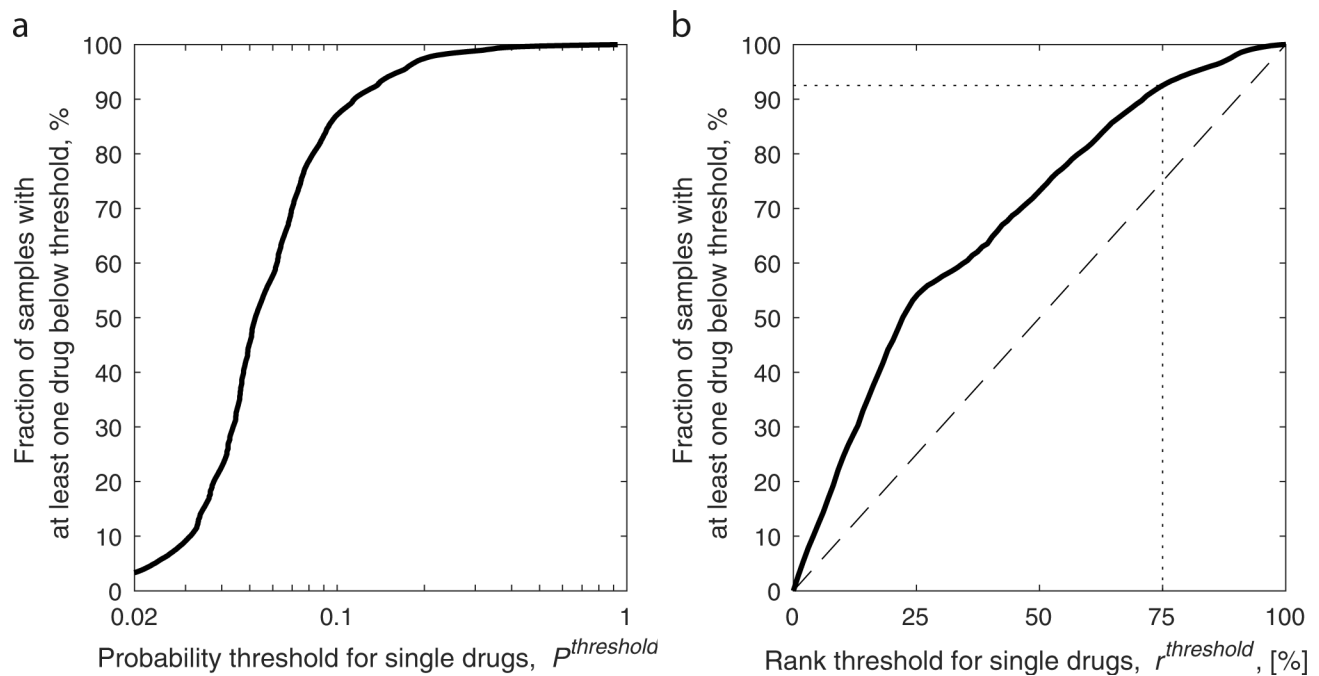 a
Fraction of samples with
at least one drug below threshold, %
100
90
80
70
60
50
40
30
20
10
0
0.02 0.1 1
Probability threshold for single drugs, P^threshold
b
Fraction of samples with
at least one drug below threshold, %
100
90
80
70
60
50
40
30
20
10
0
0 25 50 75 100
Rank threshold for single drugs, r^threshold, [%]